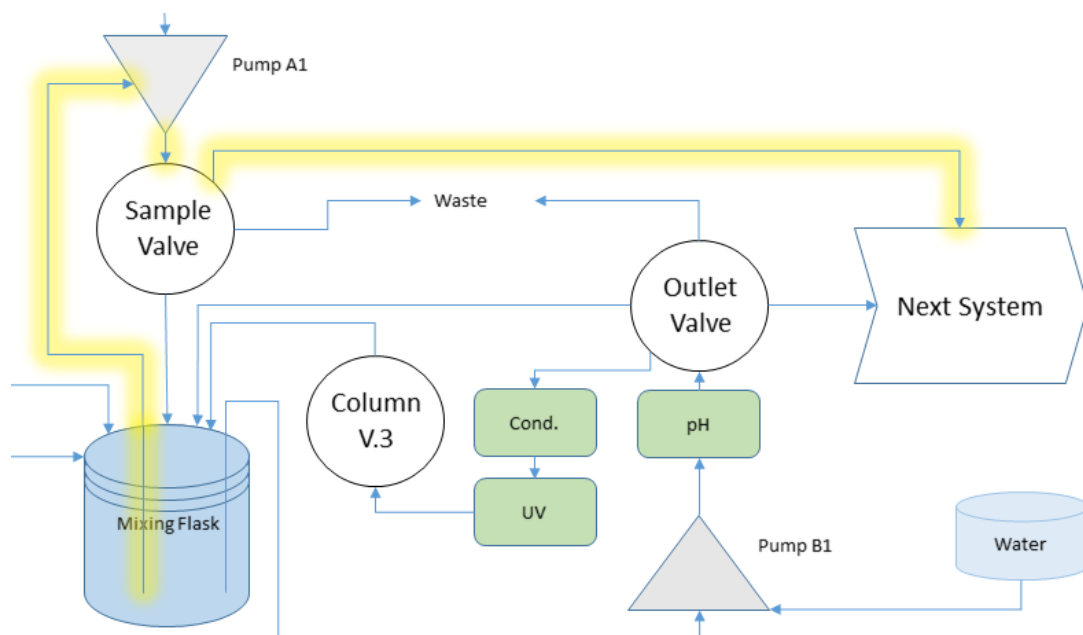 Pump A1
Sample
Valve
Waste
Outlet
Valve
Next System
Column
V.3
Cond.
pH
UV
Mixing Flask
Pump B1
Water